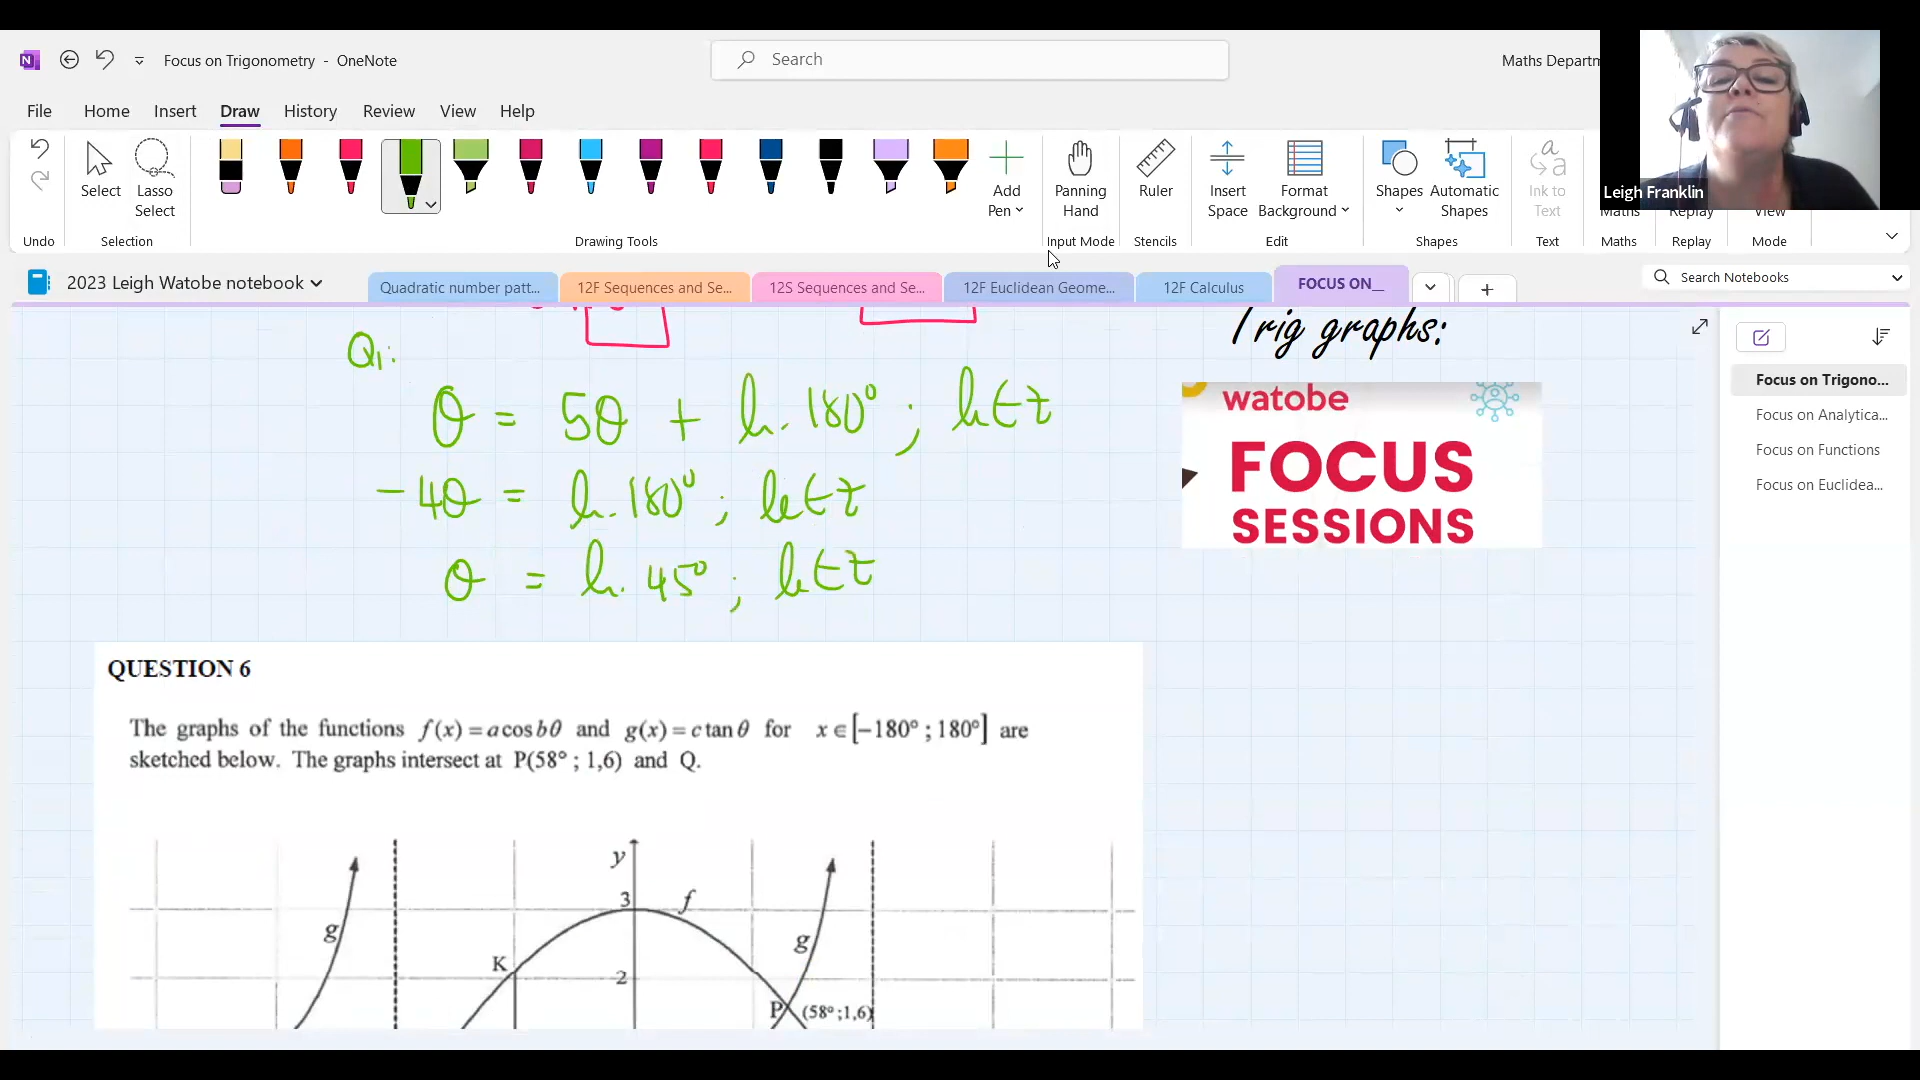 Focus on Trigonometry - OneNote
Search
Maths Departm
File Home Insert Draw History Review View Help
Select
Lasso Select
Add Pen
Panning Hand
Ruler
Insert Space
Format Background
Shapes
Automatic Shapes
Ink to Text
Maths
Replay
View
Leigh Franklin
Undo Selection Drawing Tools Input Mode Stencils Edit Shapes Text Maths Replay Mode
2023 Leigh Watobe notebook
Quadratic number patt...
12F Sequences and Se...
12S Sequences and Se...
12F Euclidean Geome...
12F Calculus
FOCUS ON__
Search Notebooks
Trig graphs:
Q1:
θ = 5θ + k.180° ; k∈Z
-4θ = k.180° ; k∈Z
θ = k.45° ; k∈Z
watobe
FOCUS
SESSIONS
Focus on Trigono...
Focus on Analytica...
Focus on Functions
Focus on Euclidea...
QUESTION 6
The graphs of the functions f(x) = a cos bθ and g(x) = c tan θ for x ∈ [−180° ; 180°] are
sketched below. The graphs intersect at P(58° ; 1,6) and Q.
y
3
f
g
g
K
2
P
(58° ;1,6)